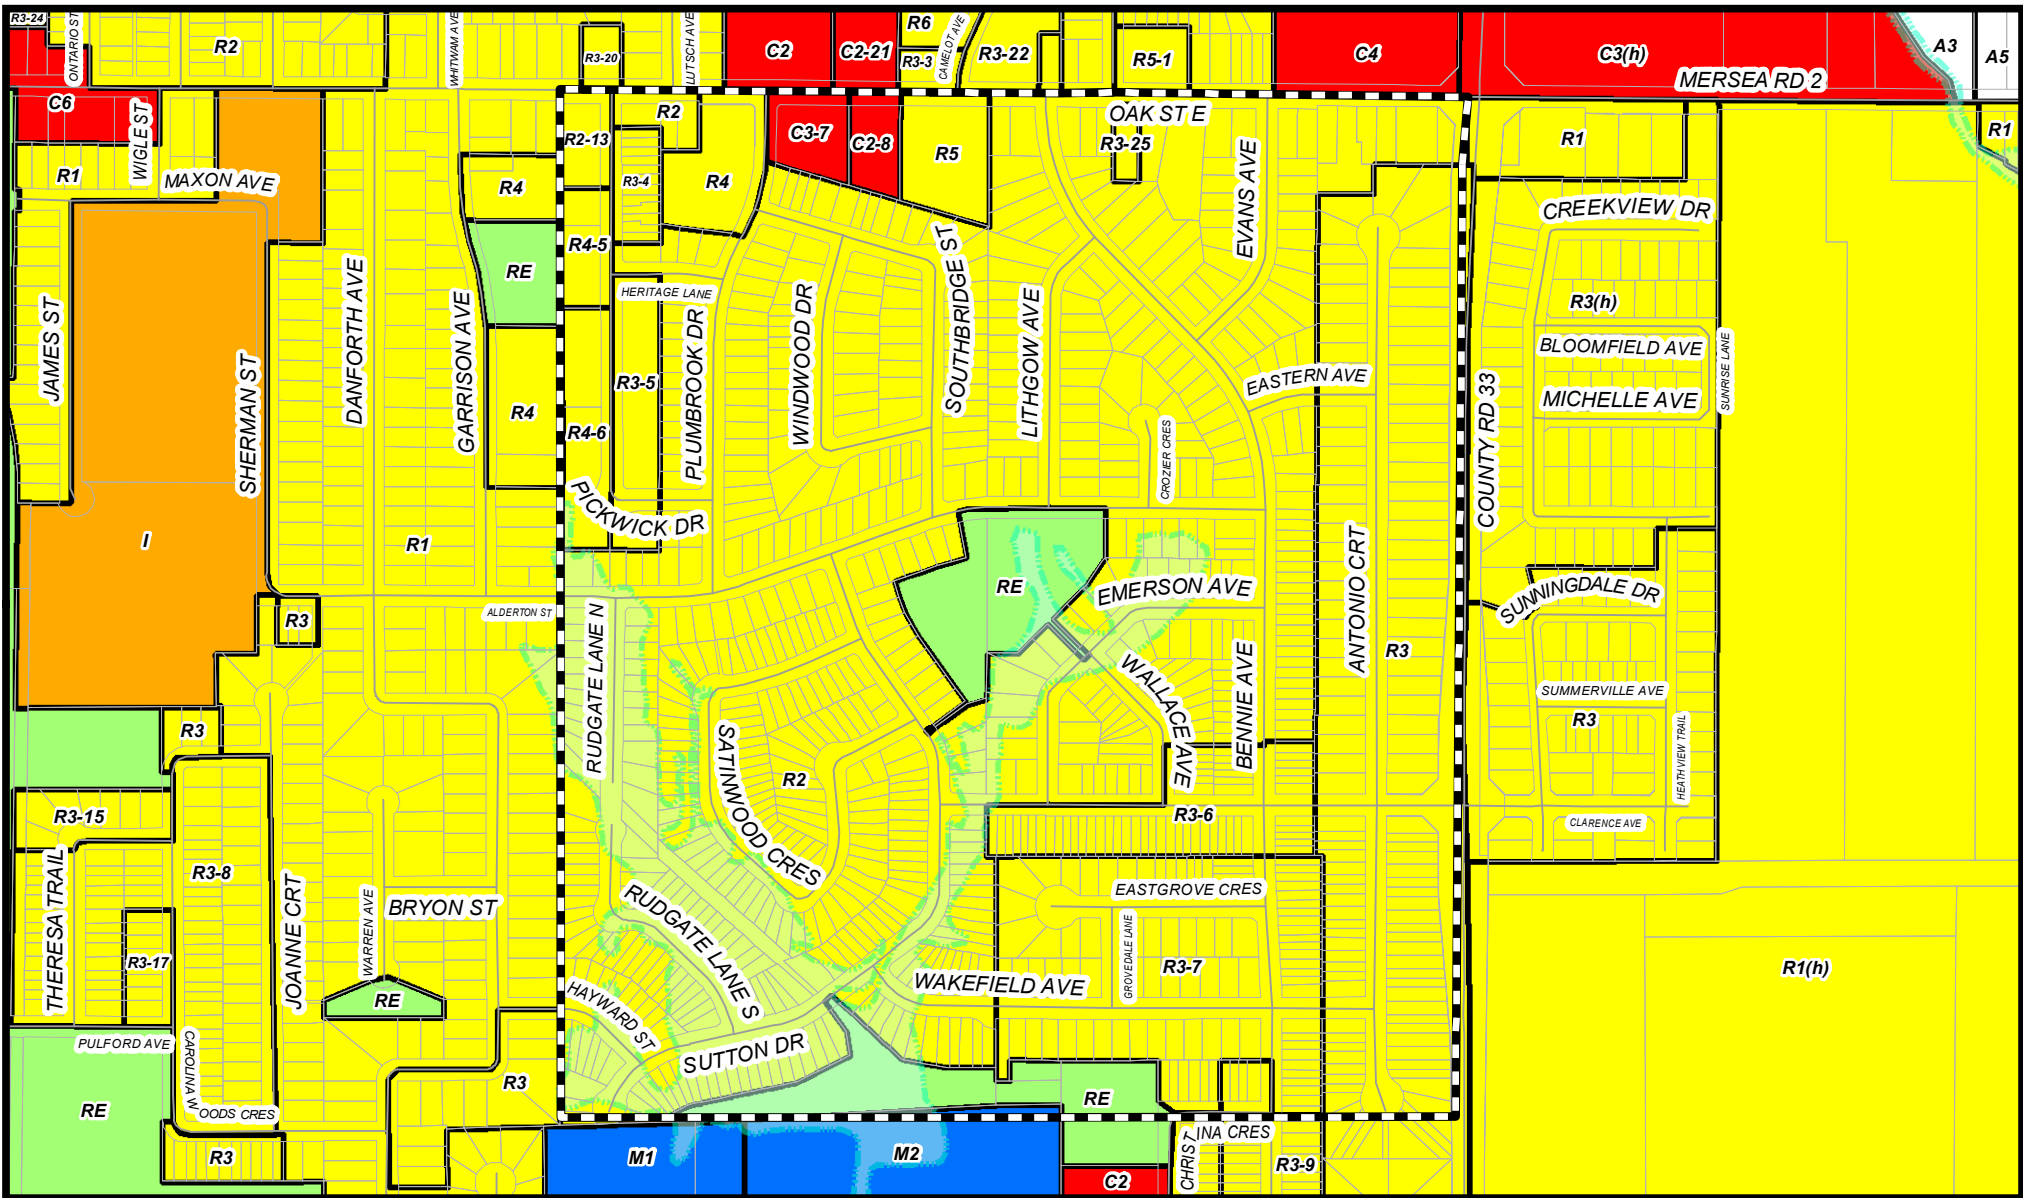 R3-24
ONTARIO ST
R2
WHITWAM AVE
R3-20
LUTSCH AVE
C2
C2-21
R6
R3-3
CAMELOT AVE
R3-22
R5-1
C4
C3(h)
MERSEA RD 2
A3
A5
C6
WIGLE ST
R1
MAXON AVE
R4
R2-13
R2
R3-4
R4
C3-7
C2-8
R5
OAK ST E
R3-25
EVANS AVE
R1
R1
CREEKVIEW DR
RE
R4-5
HERITAGE LANE
SOUTHBRIDGE ST
R3(h)
JAMES ST
SHERMAN ST
DANFORTH AVE
GARRISON AVE
R4
R4-6
R3-5
PLUMBROOK DR
WINDWOOD DR
LITHGOW AVE
CROZIER CRES
EASTERN AVE
COUNTY RD 33
BLOOMFIELD AVE
MICHELLE AVE
SUNRISE LANE
PICKWICK DR
I
R1
ANTONIO CRT
RE
EMERSON AVE
SUNNINGDALE DR
R3
ALDERTON ST
RUDGATE LANE N
WALLACE AVE
BENNIE AVE
R3
SUMMERVILLE AVE
R3
HEATHVIEW TRAIL
R3
SATINWOOD CRES
R2
R3-15
R3-6
CLARENCE AVE
THERESA TRAIL
R3-8
JOANNE CRT
WARREN AVE
BRYON ST
RUDGATE LANE S
EASTGROVE CRES
GROVEDALE LANE
R3-7
R1(h)
R3-17
RE
HAYWARD ST
WAKEFIELD AVE
PULFORD AVE
CAROLINA WOODS CRES
SUTTON DR
R3
RE
RE
R3
M1
M2
CHRISTINA CRES
R3-9
C2